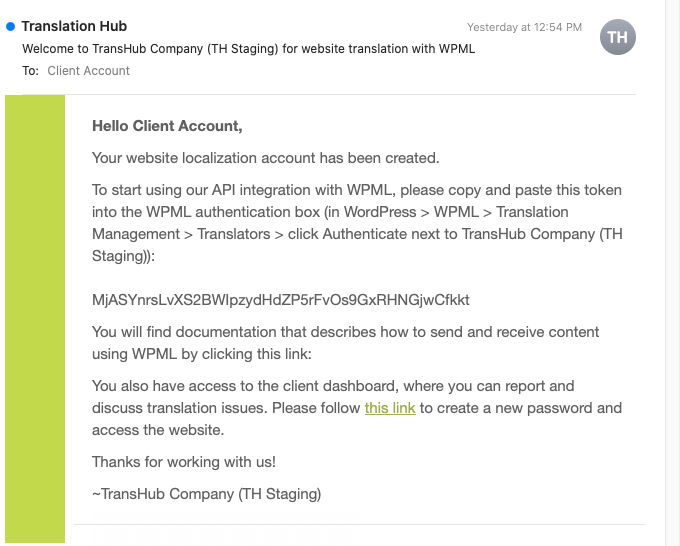 Translation Hub
Yesterday at 12:54 PM
TH
Welcome to TransHub Company (TH Staging) for website translation with WPML
To: Client Account
Hello Client Account,
Your website localization account has been created.
To start using our API integration with WPML, please copy and paste this token
into the WPML authentication box (in WordPress > WPML > Translation
Management > Translators > click Authenticate next to TransHub Company (TH
Staging)):
MjASYnrsLvXS2BWIpzydHdZP5rFvOs9GxRHNGjwCfkkt
You will find documentation that describes how to send and receive content
using WPML by clicking this link:
You also have access to the client dashboard, where you can report and
discuss translation issues. Please follow this link to create a new password and
access the website.
Thanks for working with us!
~TransHub Company (TH Staging)